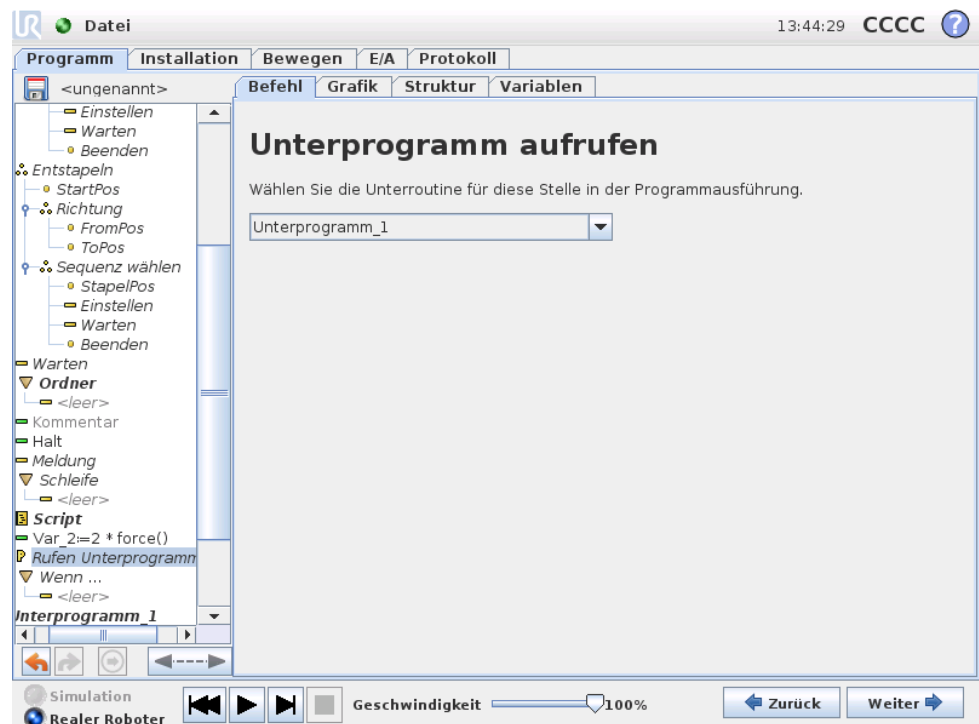 UR Datei 13:44:29 CCCC ?
Programm Installation Bewegen E/A Protokoll
<ungenannt>
Befehl Grafik Struktur Variablen
Einstellen
Warten
Beenden
Entstapeln
StartPos
Richtung
FromPos
ToPos
Sequenz wählen
StapelPos
Einstellen
Warten
Beenden
Warten
Ordner
<leer>
Kommentar
Halt
Meldung
Schleife
<leer>
Script
Var_2:=2 * force()
Rufen Unterprogramm
Wenn ...
<leer>
Unterprogramm_1
Unterprogramm aufrufen
Wählen Sie die Unterroutine für diese Stelle in der Programmausführung.
Unterprogramm_1
Simulation
Realer Roboter
Geschwindigkeit 100%
Zurück Weiter